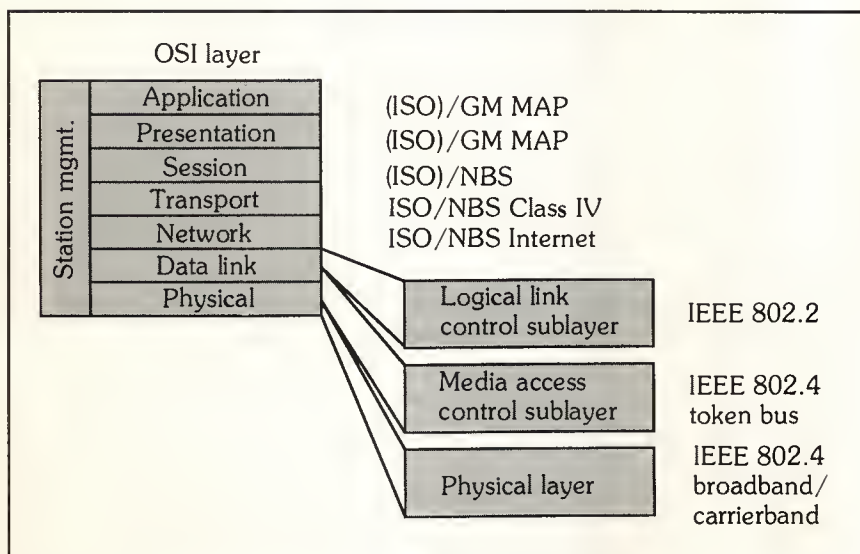 OSI layer
Station mgmt.
Application
Presentation
Session
Transport
Network
Data link
Physical
(ISO)/GM MAP
(ISO)/GM MAP
(ISO)/NBS
ISO/NBS Class IV
ISO/NBS Internet
Logical link
control sublayer
IEEE 802.2
Media access
control sublayer
IEEE 802.4
token bus
Physical layer
IEEE 802.4
broadband/
carrierband